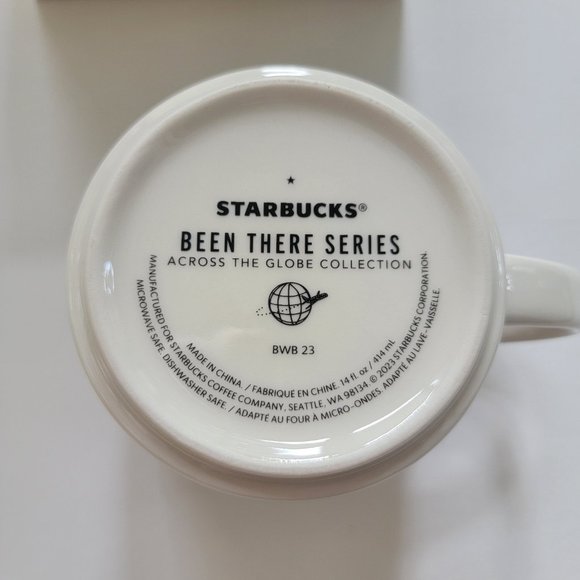 STARBUCKS®
BEEN THERE SERIES
ACROSS THE GLOBE COLLECTION
BWB 23
MADE IN CHINA. / FABRIQUÉ EN CHINE. 14 fl. oz / 414 mL
MANUFACTURED FOR STARBUCKS COFFEE COMPANY, SEATTLE, WA 98134 © 2023 STARBUCKS CORPORATION.
MICROWAVE SAFE. DISHWASHER SAFE. / ADAPTÉ AU FOUR À MICRO-ONDES. ADAPTÉ AU LAVE-VAISSELLE.